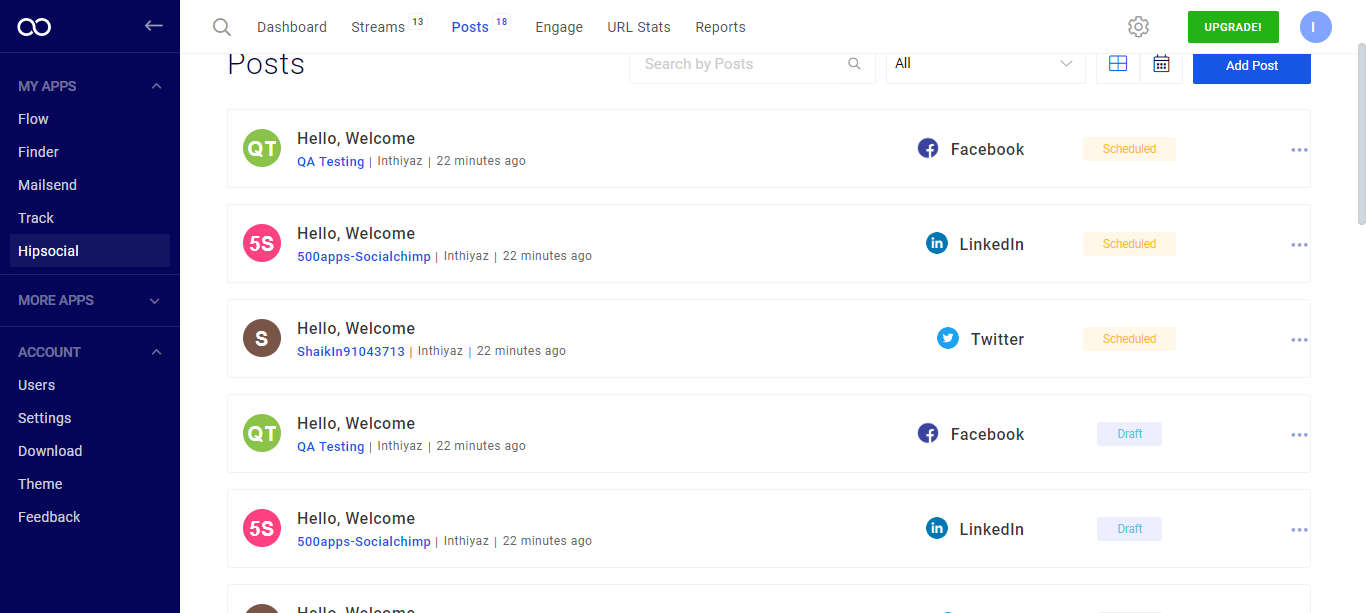 Dashboard Streams 13 Posts 18 Engage URL Stats Reports UPGRADE! I
MY APPS
Flow
Finder
Mailsend
Track
Hipsocial
MORE APPS
ACCOUNT
Users
Settings
Download
Theme
Feedback
Posts Search by Posts All Add Post
QT Hello, Welcome
QA Testing | Inthiyaz | 22 minutes ago
Facebook Scheduled
5S Hello, Welcome
500apps-Socialchimp | Inthiyaz | 22 minutes ago
LinkedIn Scheduled
S Hello, Welcome
ShaikIn91043713 | Inthiyaz | 22 minutes ago
Twitter Scheduled
QT Hello, Welcome
QA Testing | Inthiyaz | 22 minutes ago
Facebook Draft
5S Hello, Welcome
500apps-Socialchimp | Inthiyaz | 22 minutes ago
LinkedIn Draft
Hello, Welcome